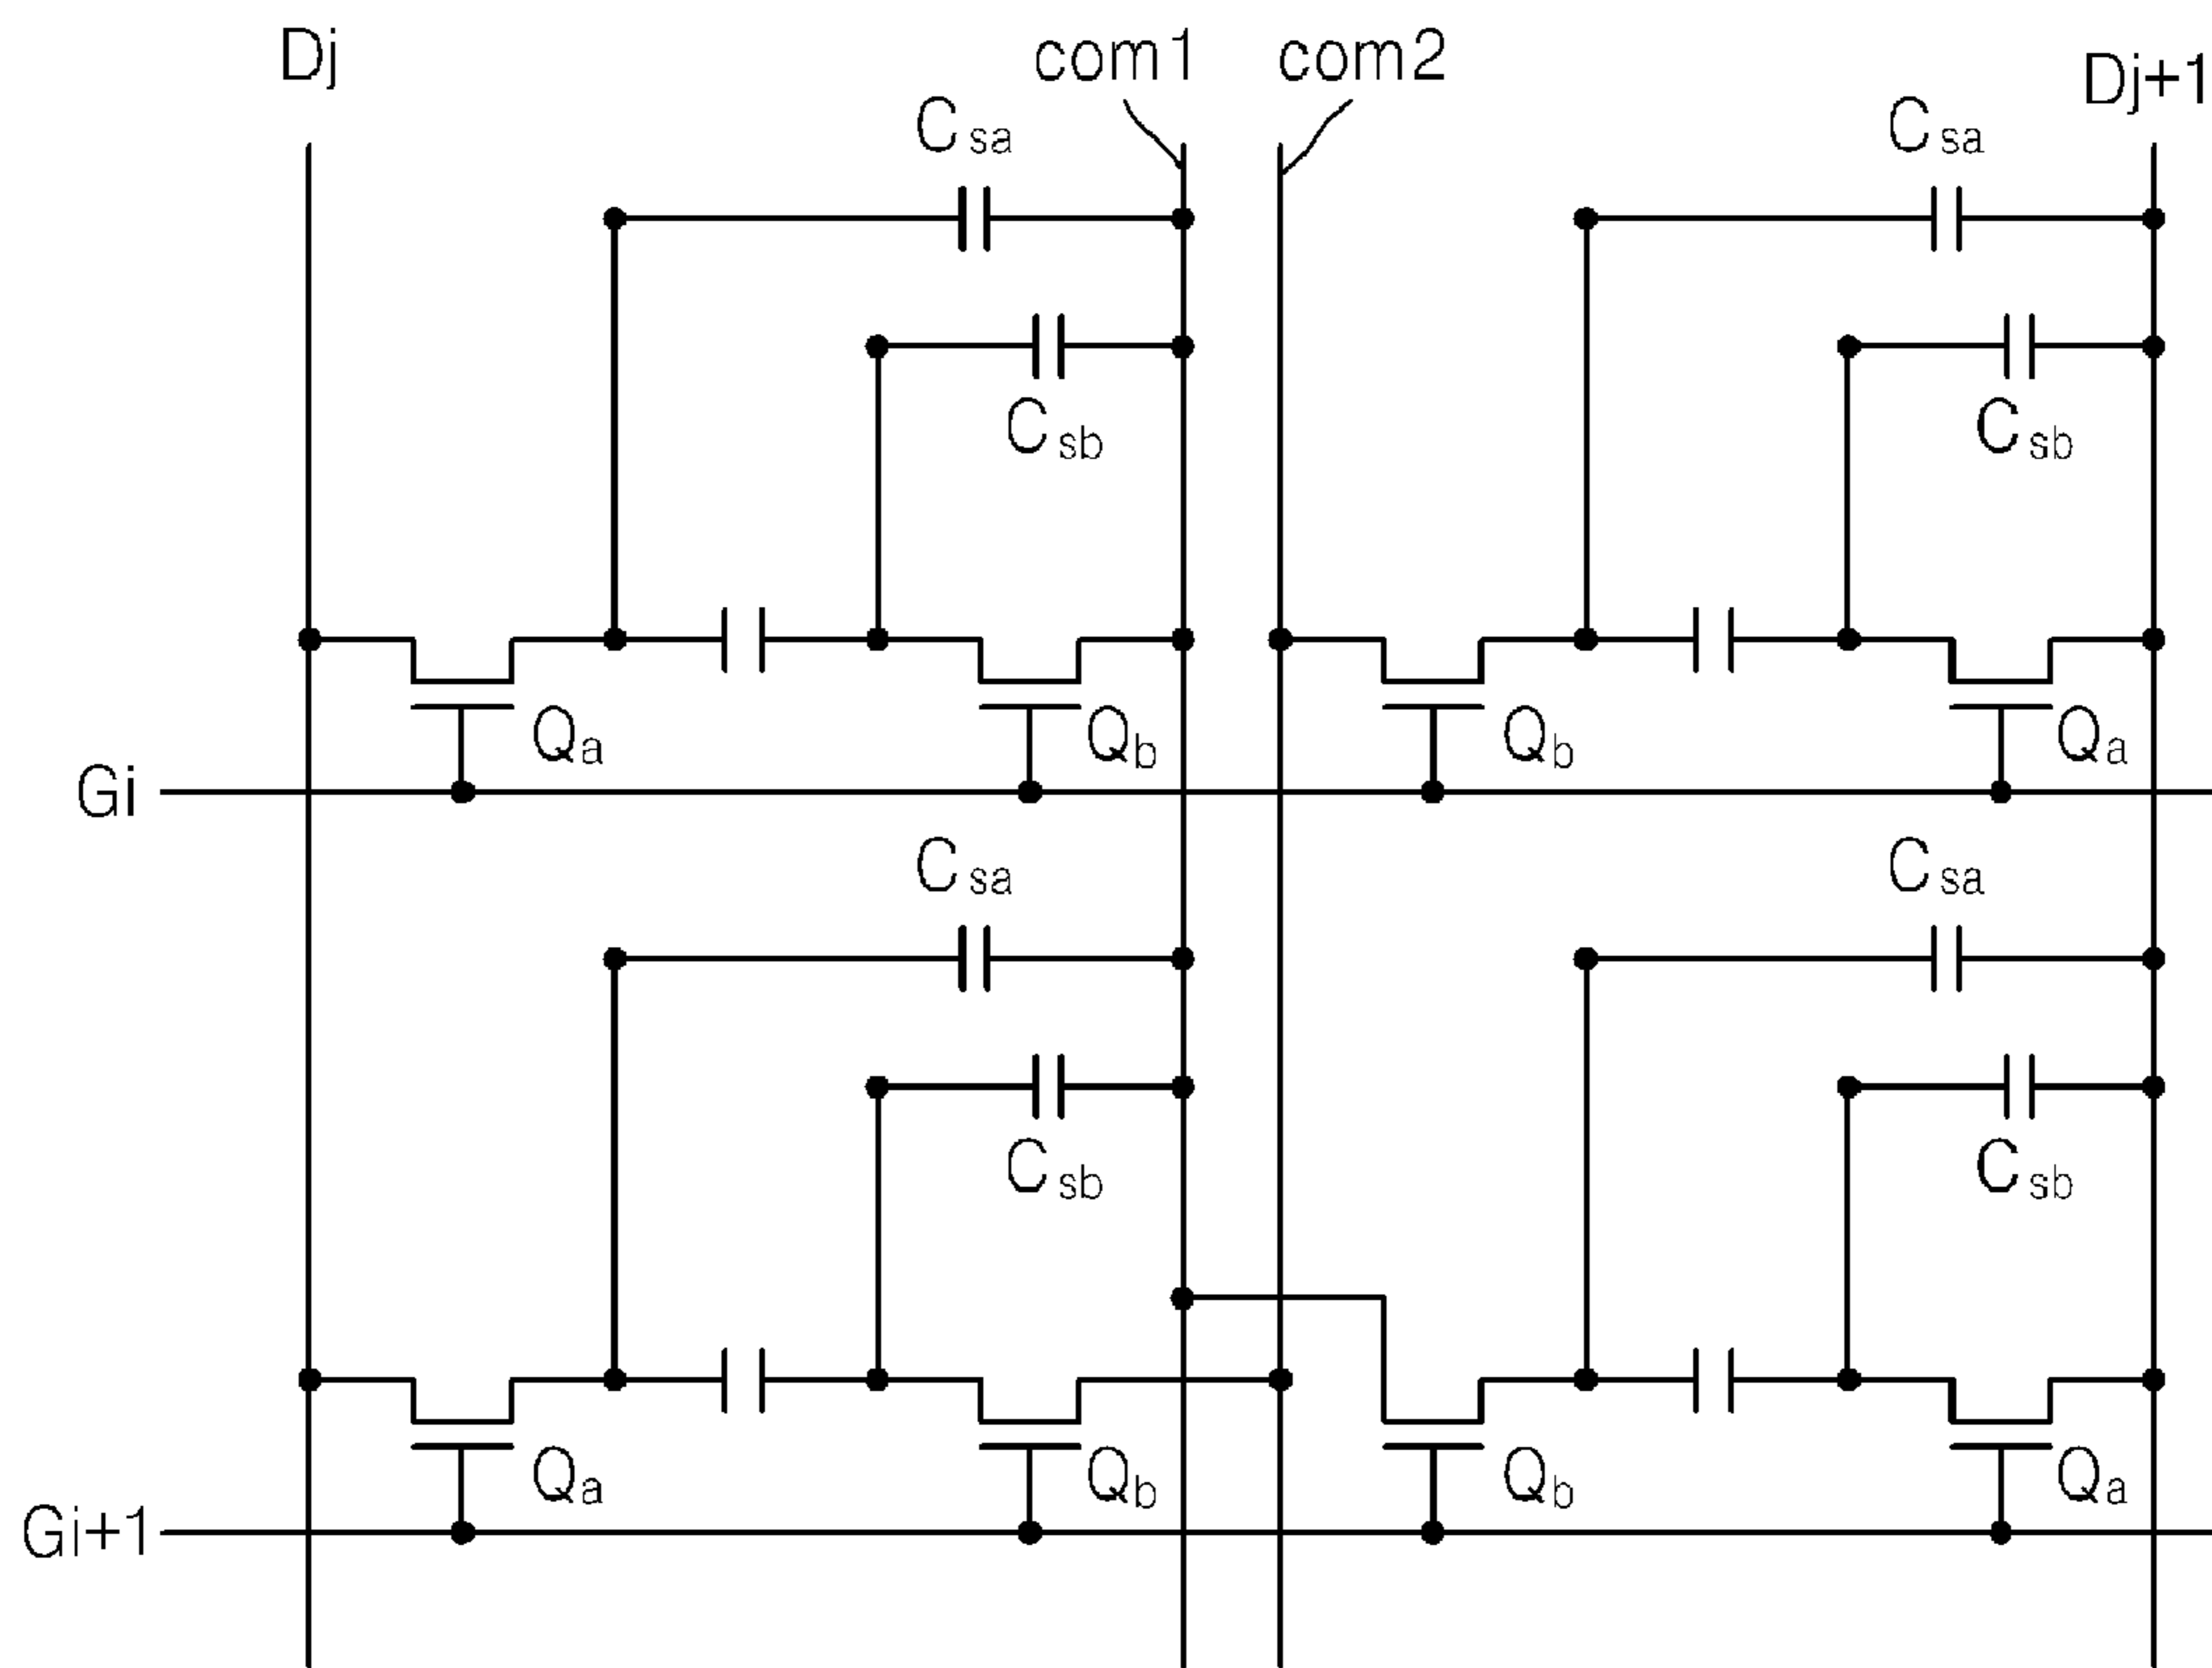 Dj com1 com2 Dj+1
Csa Csa
Csb Csb
Qa Qb Qb Qa
Gi
Csa Csa
Csb Csb
Qa Qb Qb Qa
Gi+1